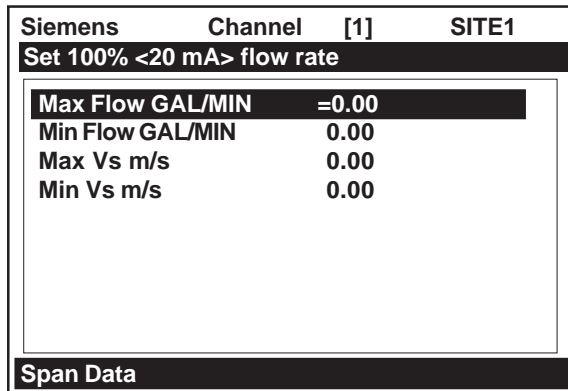 Siemens Channel [1] SITE1
Set 100% <20 mA> flow rate
Max Flow GAL/MIN =0.00
Min Flow GAL/MIN 0.00
Max Vs m/s 0.00
Min Vs m/s 0.00
Span Data